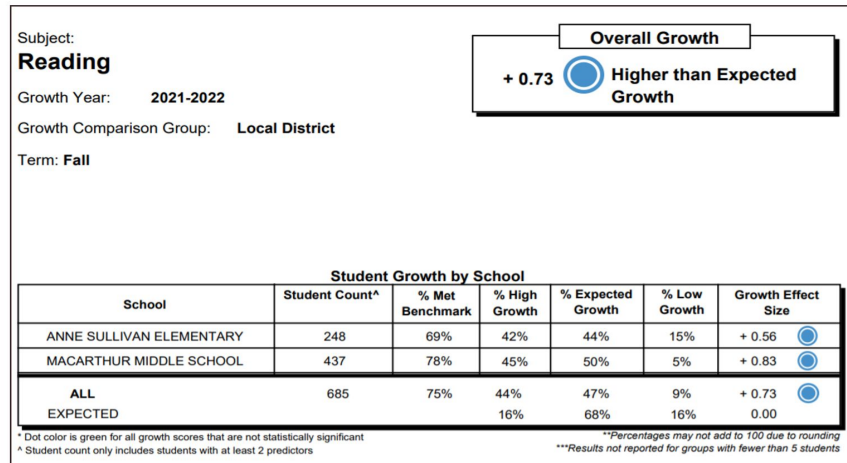 Subject:
Reading
Growth Year: 2021-2022
Growth Comparison Group: Local District
Term: Fall
Overall Growth
+ 0.73 Higher than Expected
Growth
Student Growth by School
School Student Count^ % Met Benchmark % High Growth % Expected Growth % Low Growth Growth Effect Size
ANNE SULLIVAN ELEMENTARY 248 69% 42% 44% 15% + 0.56
MACARTHUR MIDDLE SCHOOL 437 78% 45% 50% 5% + 0.83
ALL 685 75% 44% 47% 9% + 0.73
EXPECTED 16% 68% 16% 0.00
* Dot color is green for all growth scores that are not statistically significant
^ Student count only includes students with at least 2 predictors
**Percentages may not add to 100 due to rounding
***Results not reported for groups with fewer than 5 students